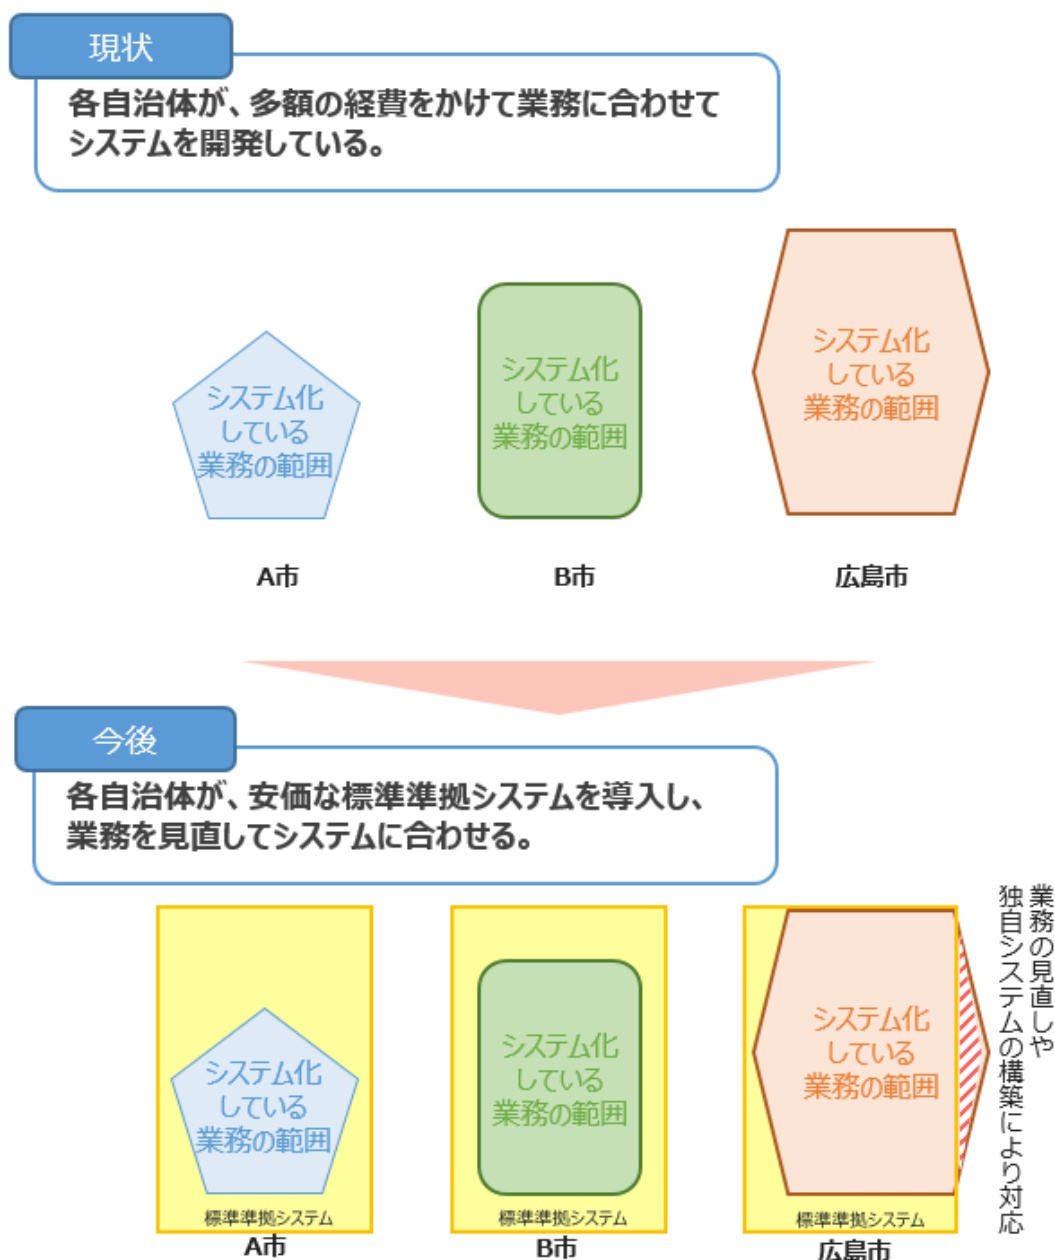 現状
各自治体が、多額の経費をかけて業務に合わせて
システムを開発している。
システム化
している
業務の範囲
システム化
している
業務の範囲
システム化
している
業務の範囲
A市
B市
広島市
今後
各自治体が、安価な標準準拠システムを導入し、
業務を見直してシステムに合わせる。
システム化
している
業務の範囲
標準準拠システム
A市
システム化
している
業務の範囲
標準準拠システム
B市
システム化
している
業務の範囲
標準準拠システム
広島市
業務の見直しや
独自システムの構築により対応